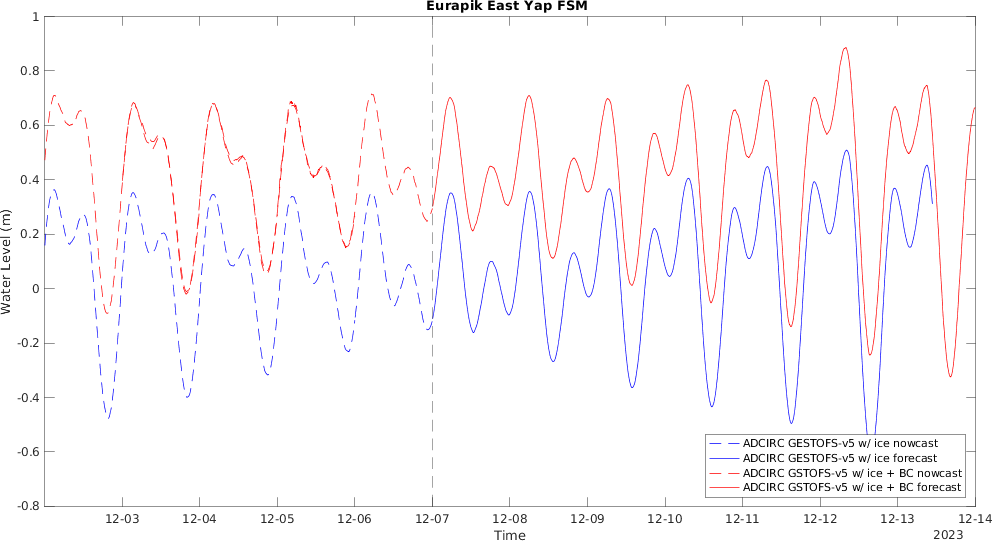 Eurapik East Yap FSM
Water Level (m)
1
0.8
0.6
0.4
0.2
0
-0.2
-0.4
-0.6
-0.8
ADCIRC GESTOFS-v5 w/ ice nowcast
ADCIRC GESTOFS-v5 w/ ice forecast
ADCIRC GSTOFS-v5 w/ ice + BC nowcast
ADCIRC GSTOFS-v5 w/ ice + BC forecast
12-03 12-04 12-05 12-06 12-07 12-08 12-09 12-10 12-11 12-12 12-13 12-14
Time
2023